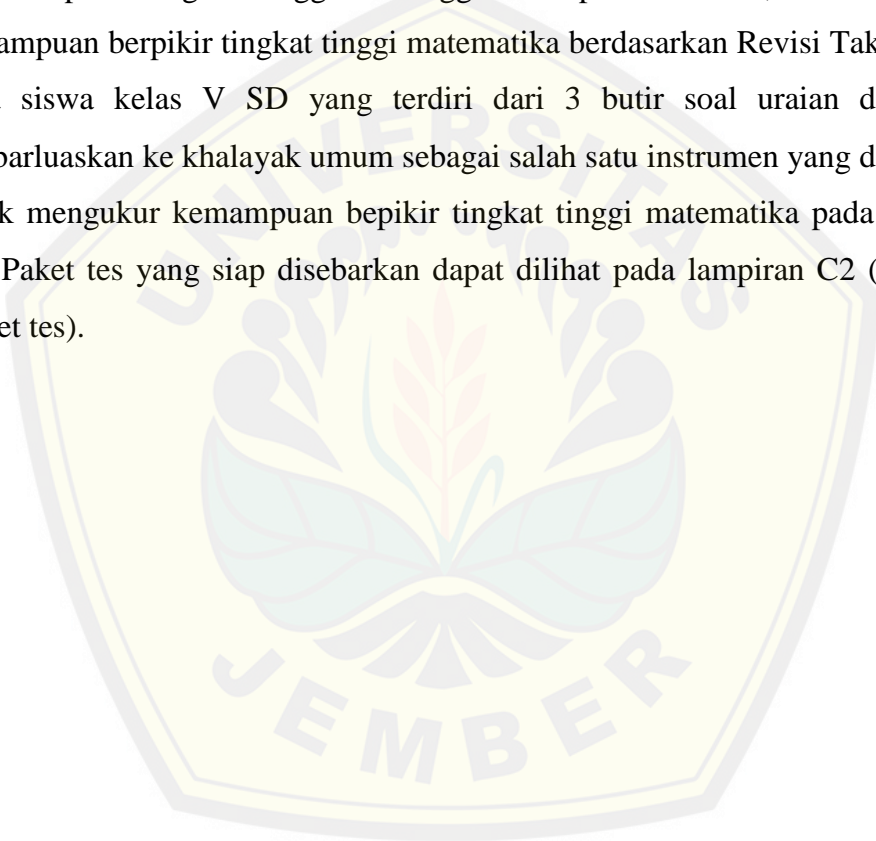 ampuan berpikir tingkat tinggi matematika berdasarkan Revisi Tak
siswa kelas V SD yang terdiri dari 3 butir soal uraian d
barluaskan ke khalayak umum sebagai salah satu instrumen yang d
k mengukur kemampuan bepikir tingkat tinggi matematika pada
Paket tes yang siap disebarkan dapat dilihat pada lampiran C2 (
et tes).
UNIVERSITAS
JEMBER